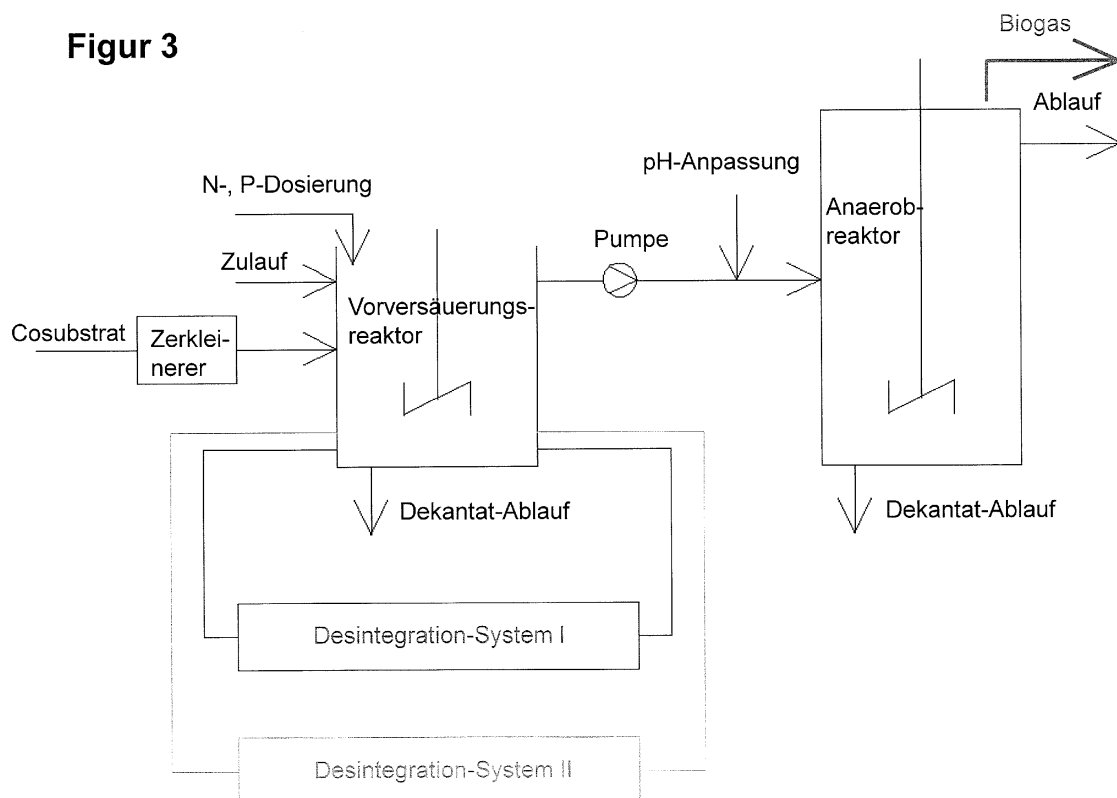 Figur 3
Biogas
Ablauf
pH-Anpassung
N-, P-Dosierung
Anaerob-
reaktor
Pumpe
Zulauf
Vorversäuerungs-
reaktor
Cosubstrat
Zerklei-
nerer
Dekantat-Ablauf
Dekantat-Ablauf
Desintegration-System I
Desintegration-System II